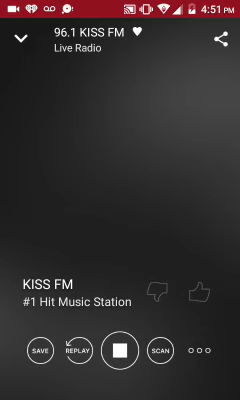 4:51 PM
96.1 KISS FM
Live Radio
KISS FM
#1 Hit Music Station
SAVE
REPLAY
SCAN